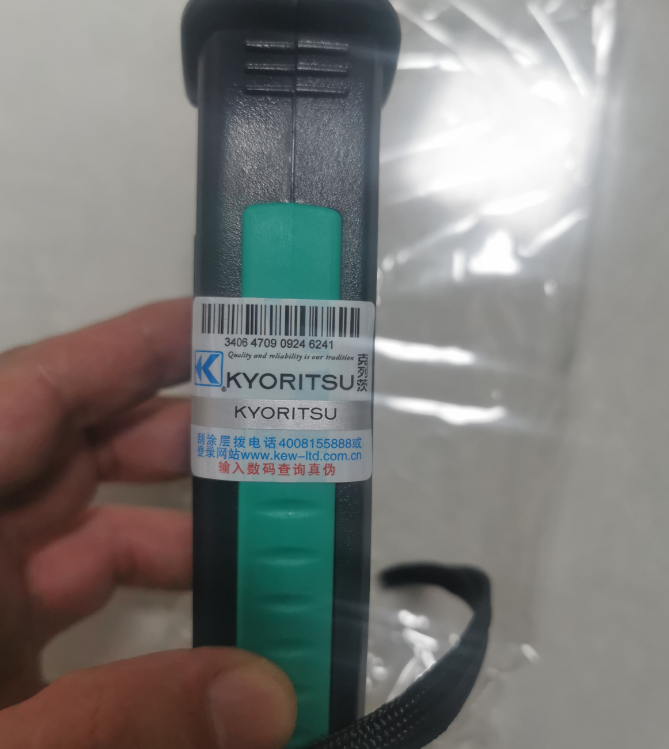 3406 4709 0924 6241
Quality and reliability is our tradition
KYORITSU
克列茨
KYORITSU
刮涂层拨电话4008155888或
登录网站www.kew-ltd.com.cn
输入数码查询真伪